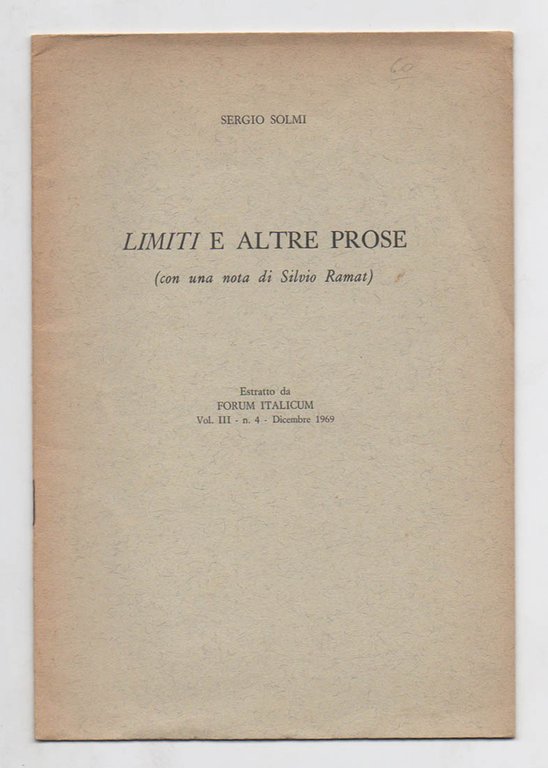 60
SERGIO SOLMI
LIMITI E ALTRE PROSE
(con una nota di Silvio Ramat)
Estratto da
FORUM ITALICUM
Vol. III - n. 4 - Dicembre 1969